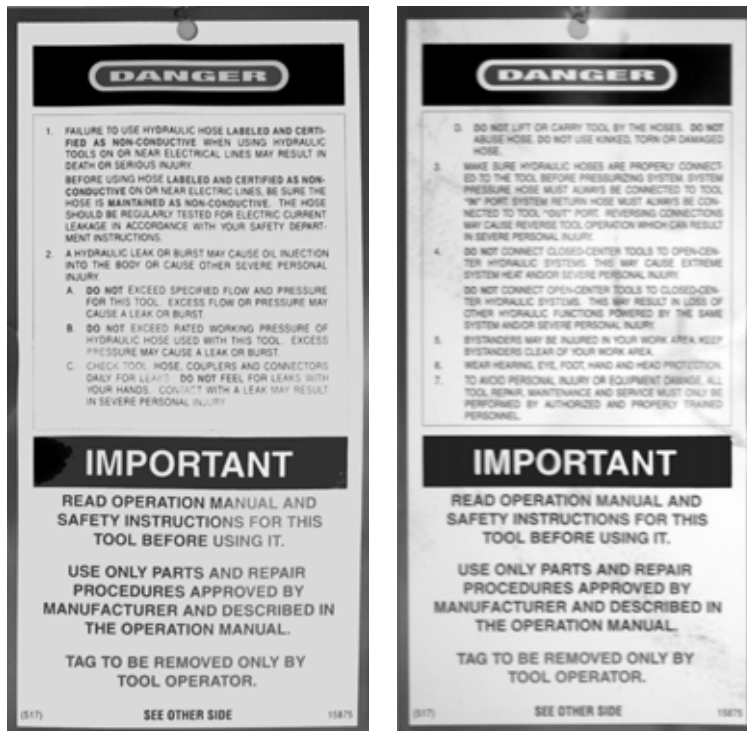 DANGER
1. FAILURE TO USE HYDRAULIC HOSE LABELED AND CERTI-
FIED AS NON-CONDUCTIVE WHEN USING HYDRAULIC
TOOLS ON OR NEAR ELECTRICAL LINES MAY RESULT IN
DEATH OR SERIOUS INJURY.
BEFORE USING HOSE LABELED AND CERTIFIED AS NON-
CONDUCTIVE ON OR NEAR ELECTRIC LINES, BE SURE THE
HOSE IS MAINTAINED AS NON-CONDUCTIVE. THE HOSE
SHOULD BE REGULARLY TESTED FOR ELECTRIC CURRENT
LEAKAGE IN ACCORDANCE WITH YOUR SAFETY DEPART-
MENT INSTRUCTIONS.
2. A HYDRAULIC LEAK OR BURST MAY CAUSE OIL INJECTION
INTO THE BODY OR CAUSE OTHER SEVERE PERSONAL
INJURY.
A. DO NOT EXCEED SPECIFIED FLOW AND PRESSURE
FOR THIS TOOL. EXCESS FLOW OR PRESSURE MAY
CAUSE A LEAK OR BURST.
B. DO NOT EXCEED RATED WORKING PRESSURE OF
HYDRAULIC HOSE USED WITH THIS TOOL. EXCESS
PRESSURE MAY CAUSE A LEAK OR BURST.
C. CHECK TOOL, HOSE, COUPLERS AND CONNECTORS
DAILY FOR LEAKS. DO NOT FEEL FOR LEAKS WITH
YOUR HANDS. CONTACT WITH A LEAK MAY RESULT
IN SEVERE PERSONAL INJURY.
IMPORTANT
READ OPERATION MANUAL AND
SAFETY INSTRUCTIONS FOR THIS
TOOL BEFORE USING IT.
USE ONLY PARTS AND REPAIR
PROCEDURES APPROVED BY
MANUFACTURER AND DESCRIBED IN
THE OPERATION MANUAL.
TAG TO BE REMOVED ONLY BY
TOOL OPERATOR.
(517) SEE OTHER SIDE 15875
DANGER
D. DO NOT LIFT OR CARRY TOOL BY THE HOSES. DO NOT
ABUSE HOSE. DO NOT USE KINKED, TORN OR DAMAGED
HOSE.
3. MAKE SURE HYDRAULIC HOSES ARE PROPERLY CONNECT-
ED TO THE TOOL BEFORE PRESSURIZING SYSTEM. SYSTEM
PRESSURE HOSE MUST ALWAYS BE CONNECTED TO TOOL
"IN" PORT. SYSTEM RETURN HOSE MUST ALWAYS BE CON-
NECTED TO TOOL "OUT" PORT. REVERSING CONNECTIONS
MAY CAUSE REVERSE TOOL OPERATION WHICH CAN RESULT
IN SEVERE PERSONAL INJURY.
4. DO NOT CONNECT CLOSED-CENTER TOOLS TO OPEN-CEN-
TER HYDRAULIC SYSTEMS. THIS MAY CAUSE EXTREME
SYSTEM HEAT AND/OR SEVERE PERSONAL INJURY.
DO NOT CONNECT OPEN-CENTER TOOLS TO CLOSED-CEN-
TER HYDRAULIC SYSTEMS. THIS MAY RESULT IN LOSS OF
OTHER HYDRAULIC FUNCTIONS POWERED BY THE SAME
SYSTEM AND/OR SEVERE PERSONAL INJURY.
5. BYSTANDERS MAY BE INJURED IN YOUR WORK AREA. KEEP
BYSTANDERS CLEAR OF YOUR WORK AREA.
6. WEAR HEARING, EYE, FOOT, HAND AND HEAD PROTECTION.
7. TO AVOID PERSONAL INJURY OR EQUIPMENT DAMAGE, ALL
TOOL REPAIR, MAINTENANCE AND SERVICE MUST ONLY BE
PERFORMED BY AUTHORIZED AND PROPERLY TRAINED
PERSONNEL.
IMPORTANT
READ OPERATION MANUAL AND
SAFETY INSTRUCTIONS FOR THIS
TOOL BEFORE USING IT.
USE ONLY PARTS AND REPAIR
PROCEDURES APPROVED BY
MANUFACTURER AND DESCRIBED IN
THE OPERATION MANUAL.
TAG TO BE REMOVED ONLY BY
TOOL OPERATOR.
(517) SEE OTHER SIDE 15875